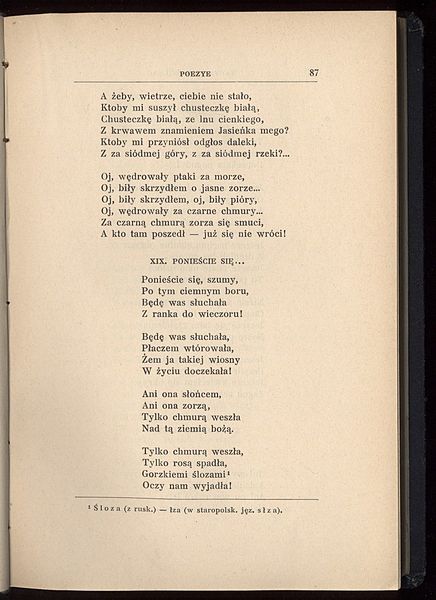 POEZYE 87
A żeby, wietrze, ciebie nie stało,
Ktoby mi suszył chusteczkę białą,
Chusteczkę białą, ze lnu cienkiego,
Z krwawem znamieniem Jasieńka mego?
Ktoby mi przyniósł odgłos daleki,
Z za siódmej góry, z za siódmej rzeki?...
Oj, wędrowały ptaki za morze,
Oj, biły skrzydłem o jasne zorze...
Oj, biły skrzydłem, oj, biły pióry,
Oj, wędrowały za czarne chmury...
Za czarną chmurą zorza się smuci,
A kto tam poszedł — już się nie wróci!
XIX. PONIEŚCIE SIĘ...
Ponieście się, szumy,
Po tym ciemnym boru,
Będę was słuchała
Z ranka do wieczoru!
Będę was słuchała,
Płaczem wtórowała,
Żem ja takiej wiosny
W życiu doczekała!
Ani ona słońcem,
Ani ona zorzą,
Tylko chmurą weszła
Nad tą ziemią bożą.
Tylko chmurą weszła,
Tylko rosą spadła,
Gorzkiemi ślozami¹
Oczy nam wyjadła!
¹ Śloza (z rusk.) — łza (w staropolsk. jęz. słza).